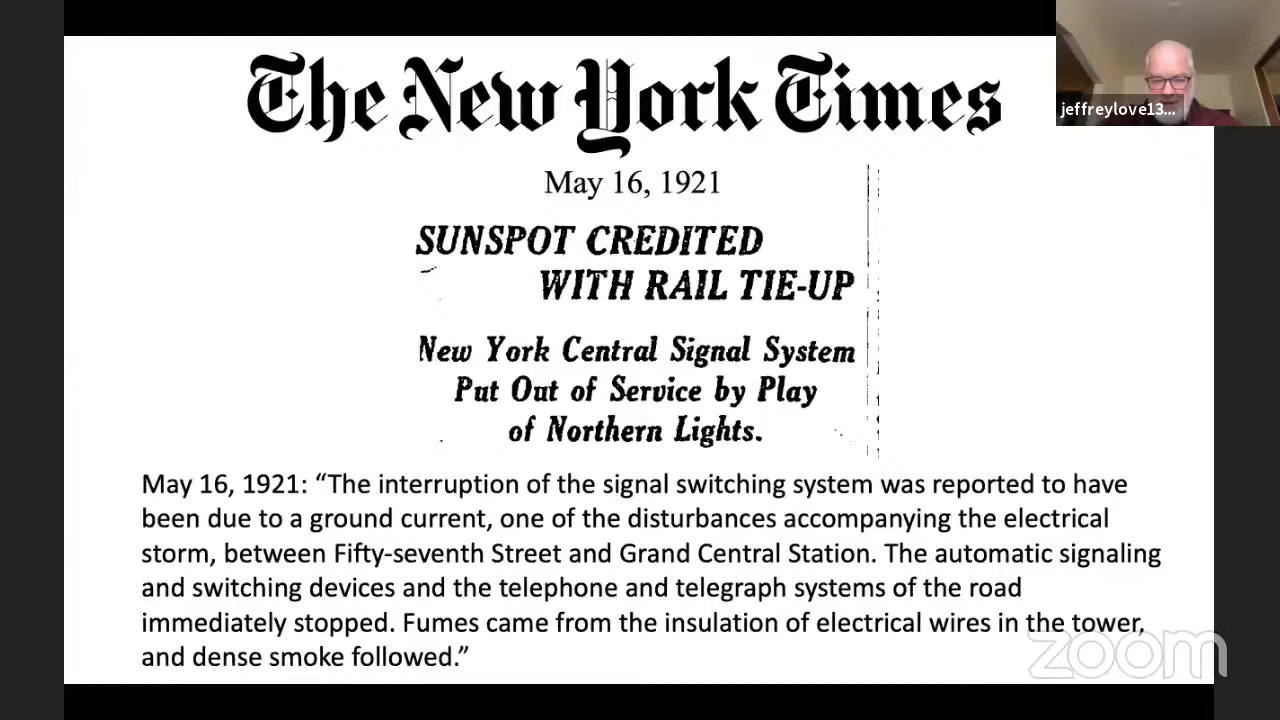 The New York Times
jeffreylove13...
May 16, 1921
SUNSPOT CREDITED
WITH RAIL TIE-UP
New York Central Signal System
Put Out of Service by Play
of Northern Lights.
May 16, 1921: “The interruption of the signal switching system was reported to have
been due to a ground current, one of the disturbances accompanying the electrical
storm, between Fifty-seventh Street and Grand Central Station. The automatic signaling
and switching devices and the telephone and telegraph systems of the road
immediately stopped. Fumes came from the insulation of electrical wires in the tower,
and dense smoke followed.”
zoom